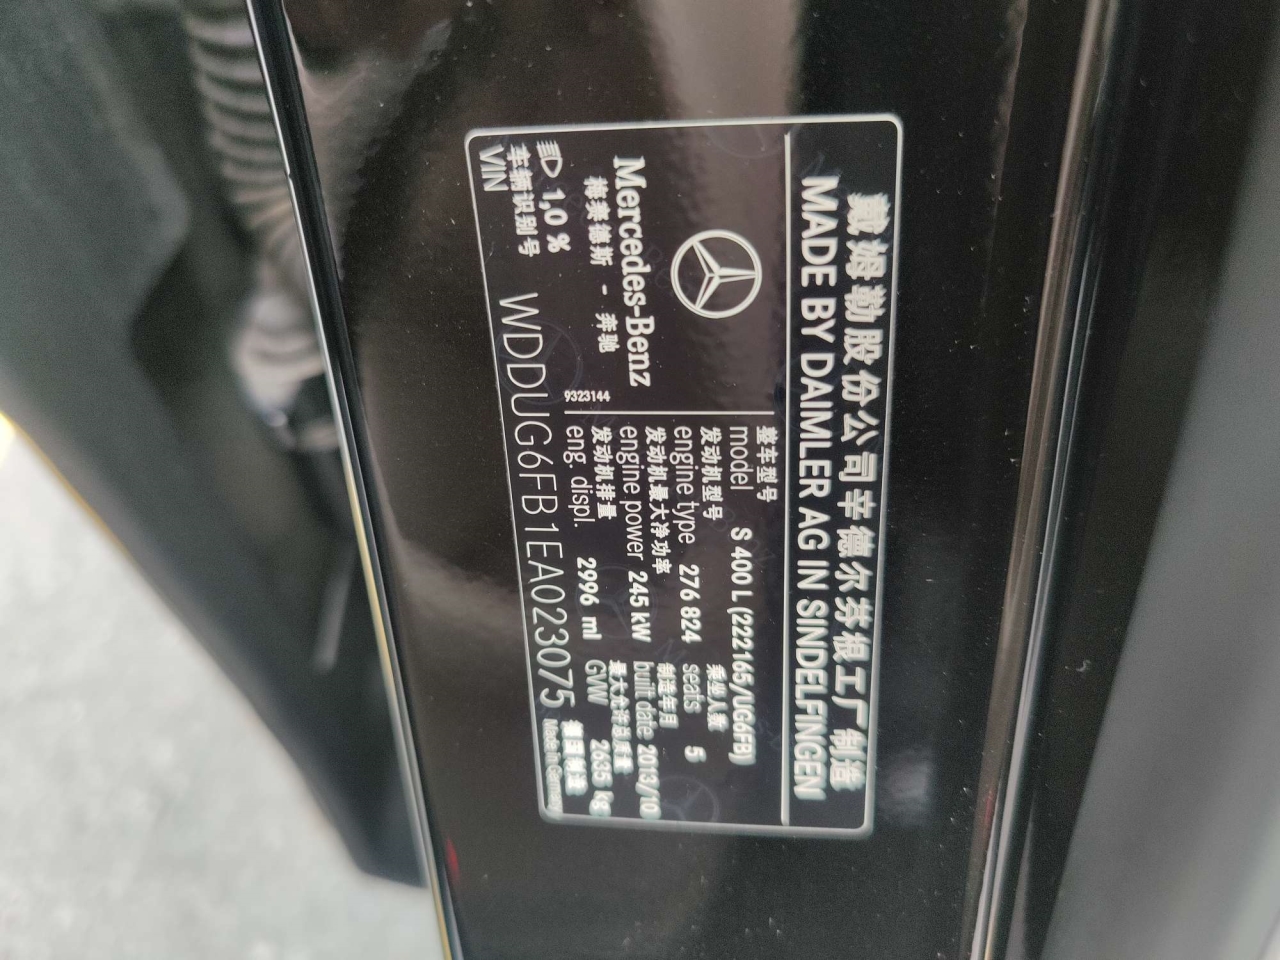 戴姆勒股份公司辛德尔芬根工厂制造
MADE BY DAIMLER AG IN SINDELFINGEN
Mercedes-Benz
梅赛德斯 - 奔驰
9323144
整车型号
model S 400 L (222165/UG6FB)
发动机型号 乘坐人数
engine type 276 824 seats 5
发动机最大净功率 制造年月
engine power 245 kW built date 2013/10
发动机排量 最大允许总质量
eng. displ. 2996 ml GVW 2635 kg
1,0 %
车辆识别号 德国制造
VIN WDDUG6FB1EA023075 Made in Germany